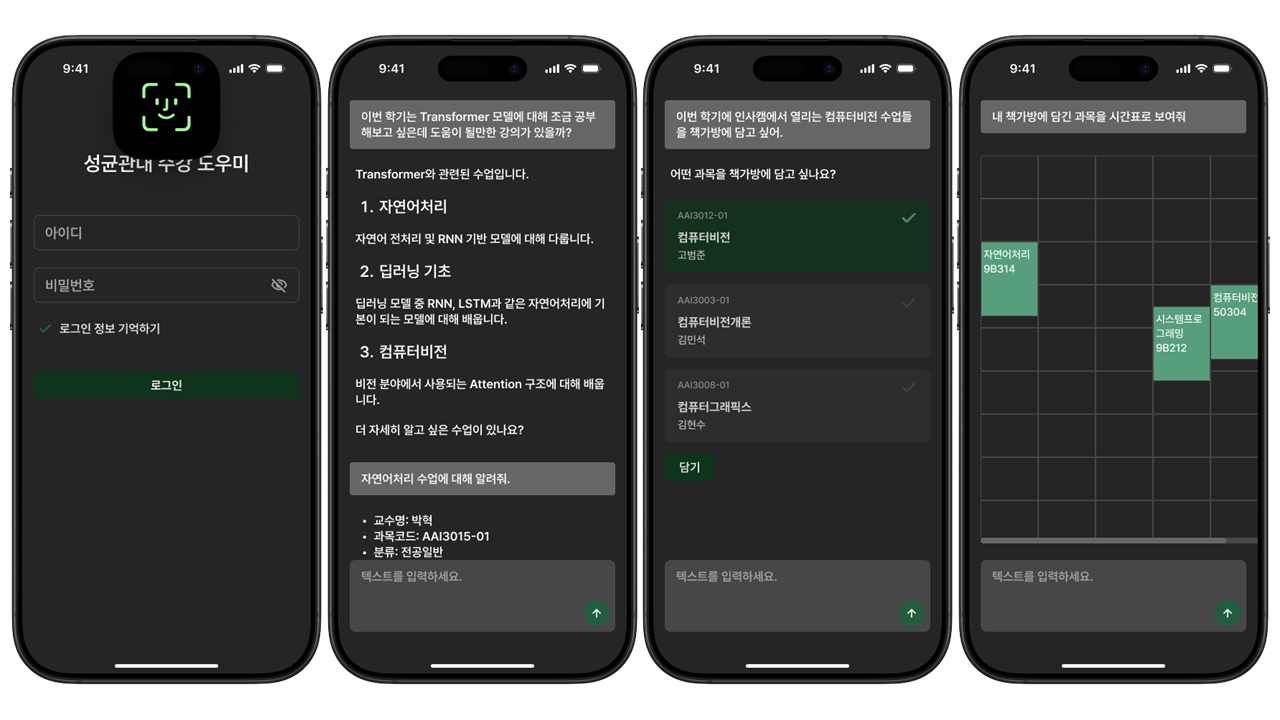 9:41
성균관대 수강 도우미
아이디
비밀번호
로그인 정보 기억하기
로그인
9:41
이번 학기는 Transformer 모델에 대해 조금 공부
해보고 싶은데 도움이 될만한 강의가 있을까?
Transformer와 관련된 수업입니다.
1. 자연어처리
자연어 전처리 및 RNN 기반 모델에 대해 다룹니다.
2. 딥러닝 기초
딥러닝 모델 중 RNN, LSTM과 같은 자연어처리에 기
본이 되는 모델에 대해 배웁니다.
3. 컴퓨터비전
비전 분야에서 사용되는 Attention 구조에 대해 배웁
니다.
더 자세히 알고 싶은 수업이 있나요?
자연어처리 수업에 대해 알려줘.
• 교수명: 박혁
• 과목코드: AAI3015-01
• 분류: 전공일반
텍스트를 입력하세요.
9:41
이번 학기에 인사캠에서 열리는 컴퓨터비전 수업들
을 책가방에 담고 싶어.
어떤 과목을 책가방에 담고 싶나요?
AAI3012-01
컴퓨터비전
고범준
AAI3003-01
컴퓨터비전개론
김민석
AAI3008-01
컴퓨터그래픽스
김현수
담기
텍스트를 입력하세요.
9:41
내 책가방에 담긴 과목을 시간표로 보여줘
자연어처리
9B314
시스템프로
그래밍
9B212
컴퓨터비전
50304
텍스트를 입력하세요.